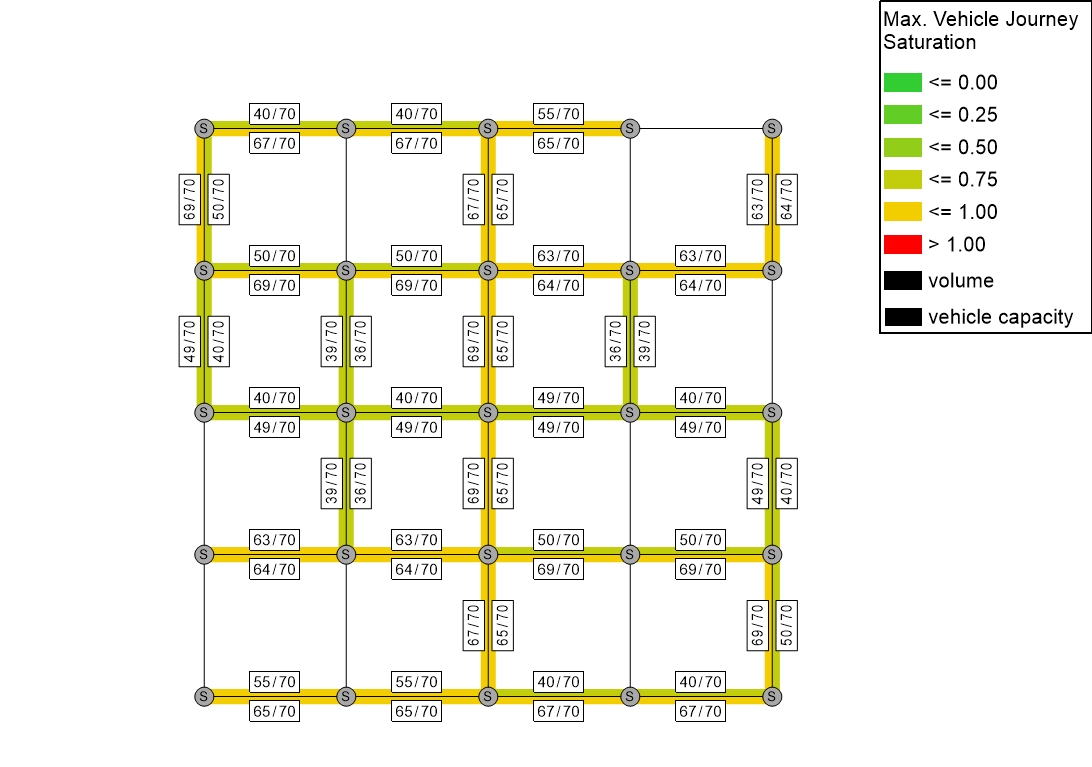 Max. Vehicle Journey
Saturation
<= 0.00
<= 0.25
<= 0.50
<= 0.75
<= 1.00
> 1.00
volume
vehicle capacity
40/70 40/70 55/70
S S S S S
67/70 67/70 65/70
69/70 50/70 67/70 65/70 63/70 64/70
50/70 50/70 63/70 63/70
S S S S S
69/70 69/70 64/70 64/70
49/70 40/70 39/70 36/70 69/70 65/70 36/70 39/70
40/70 40/70 49/70 40/70
S S S S S
49/70 49/70 49/70 49/70
39/70 36/70 69/70 65/70 49/70 40/70
63/70 63/70 50/70 50/70
S S S S S
64/70 64/70 69/70 69/70
67/70 65/70 69/70 50/70
55/70 55/70 40/70 40/70
S S S S S
65/70 65/70 67/70 67/70